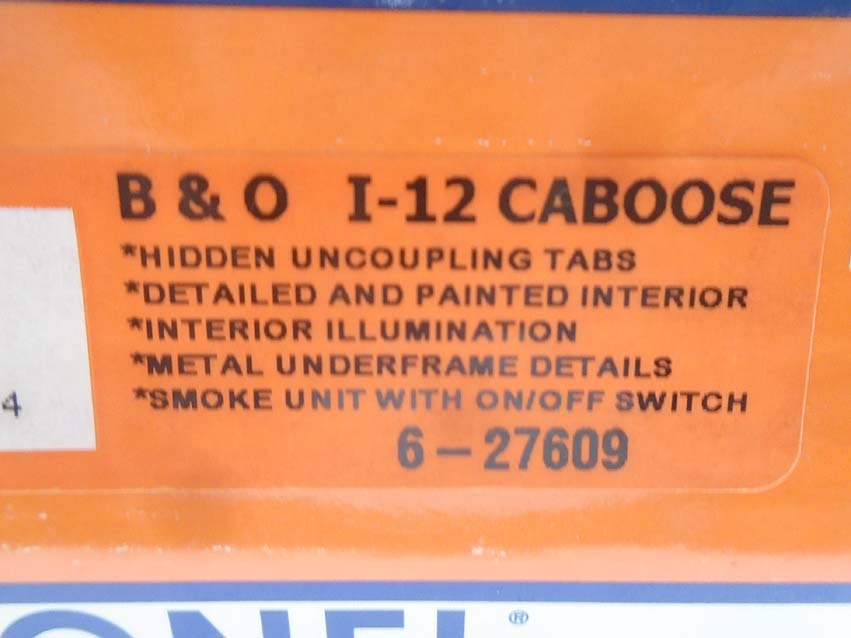 B & O I-12 CABOOSE
*HIDDEN UNCOUPLING TABS
*DETAILED AND PAINTED INTERIOR
*INTERIOR ILLUMINATION
*METAL UNDERFRAME DETAILS
*SMOKE UNIT WITH ON/OFF SWITCH
4
6-27609